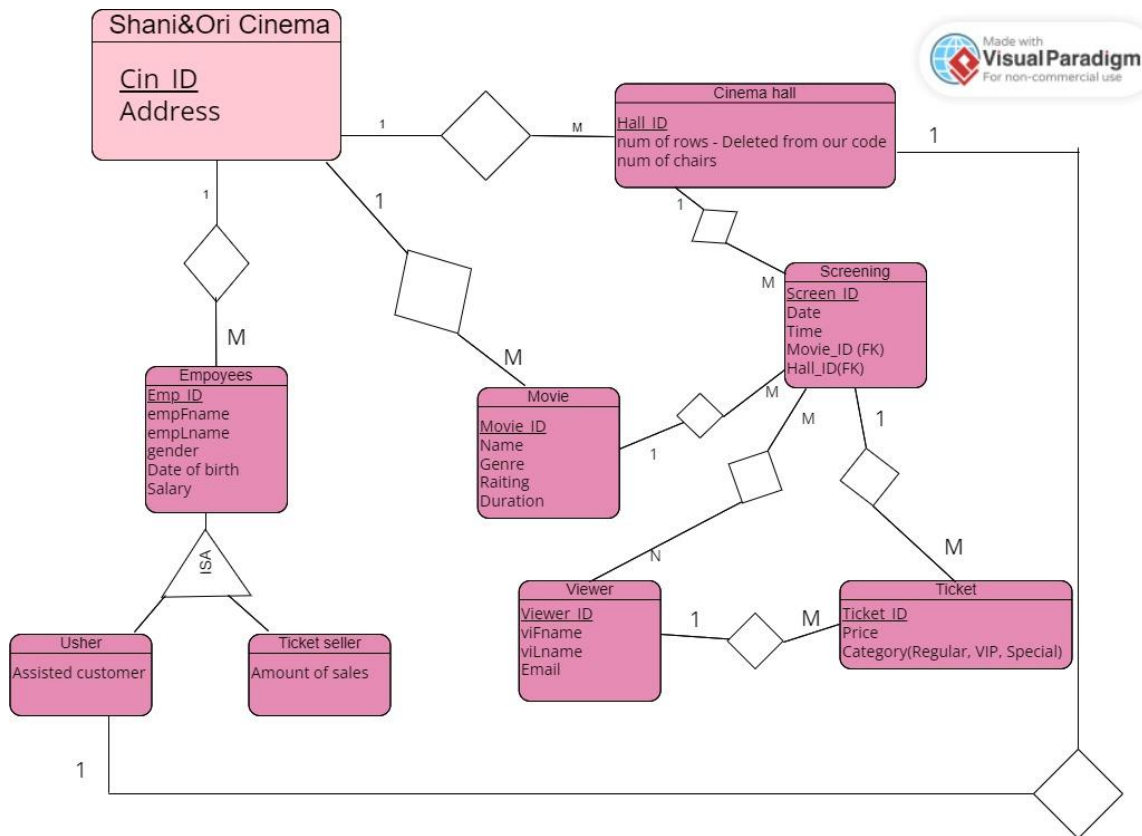 Shani&Ori Cinema
Cin_ID
Address
Made with
VisualParadigm
For non-commercial use
Cinema hall
Hall_ID
num of rows - Deleted from our code
num of chairs
1
M
1
1
1
1
M
Screening
Screen_ID
Date
Time
Movie_ID (FK)
Hall_ID(FK)
M
M
Empoyees
Emp_ID
empFname
empLname
gender
Date of birth
Salary
Movie
Movie_ID
Name
Genre
Raiting
Duration
M
1
M
1
ISA
N
M
Viewer
Viewer_ID
viFname
viLname
Email
1
M
Ticket
Ticket_ID
Price
Category(Regular, VIP, Special)
Usher
Assisted customer
Ticket seller
Amount of sales
1